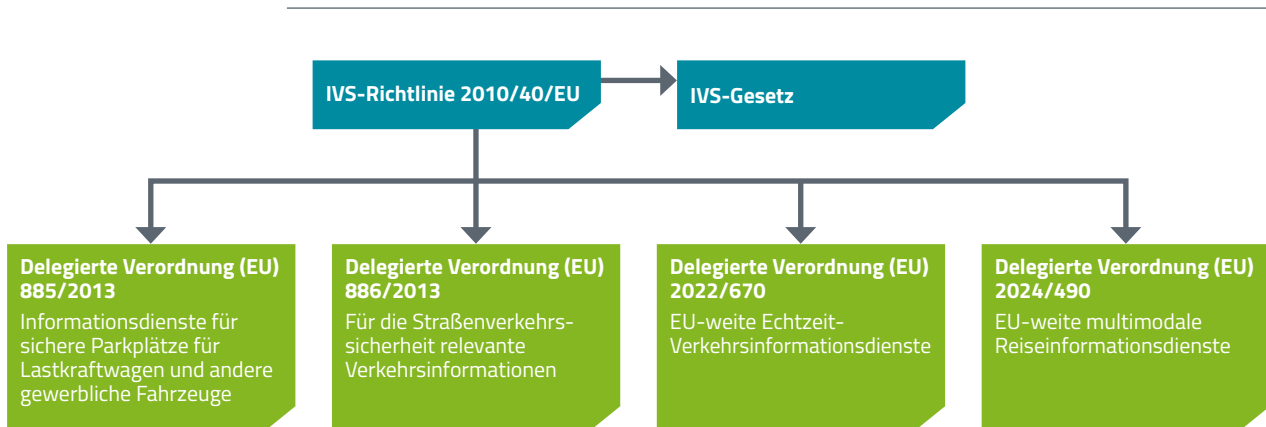 IVS-Richtlinie 2010/40/EU
IVS-Gesetz
Delegierte Verordnung (EU)
885/2013
Informationsdienste für
sichere Parkplätze für
Lastkraftwagen und andere
gewerbliche Fahrzeuge
Delegierte Verordnung (EU)
886/2013
Für die Straßenverkehrs-
sicherheit relevante
Verkehrsinformationen
Delegierte Verordnung (EU)
2022/670
EU-weite Echtzeit-
Verkehrsinformationsdienste
Delegierte Verordnung (EU)
2024/490
EU-weite multimodale
Reiseinformationsdienste